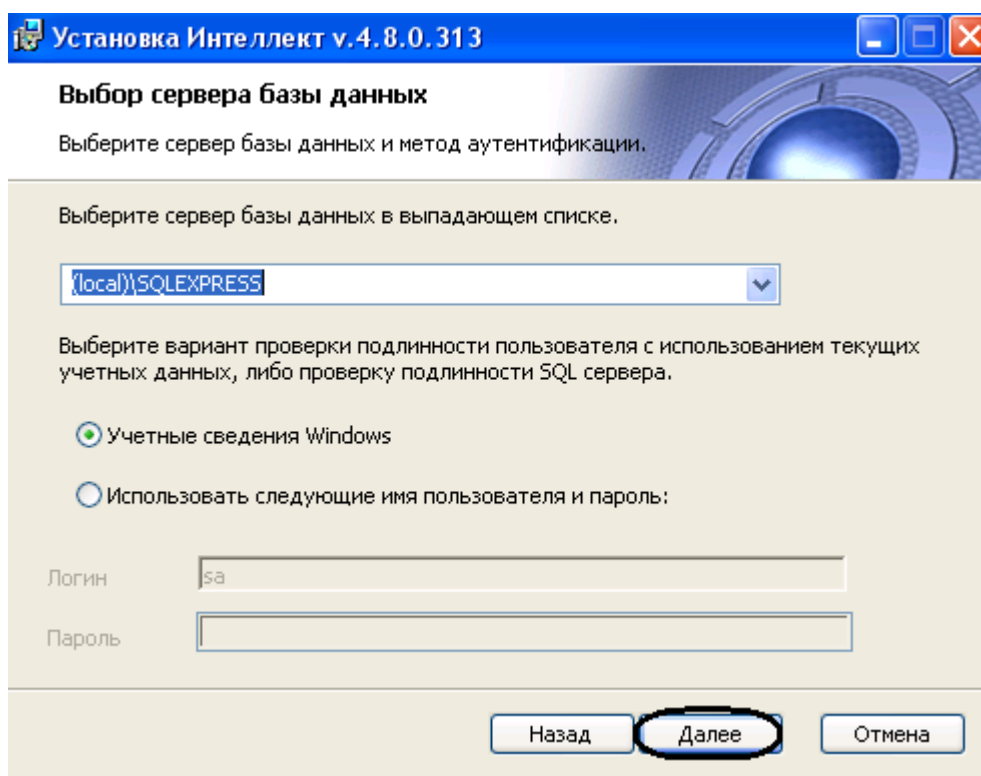 Установка Интеллект v.4.8.0.313
Выбор сервера базы данных
Выберите сервер базы данных и метод аутентификации.
Выберите сервер базы данных в выпадающем списке.
(local)\SQLEXPRESS
Выберите вариант проверки подлинности пользователя с использованием текущих
учетных данных, либо проверку подлинности SQL сервера.
Учетные сведения Windows
Использовать следующие имя пользователя и пароль:
Логин
sa
Пароль
Назад
Далее
Отмена